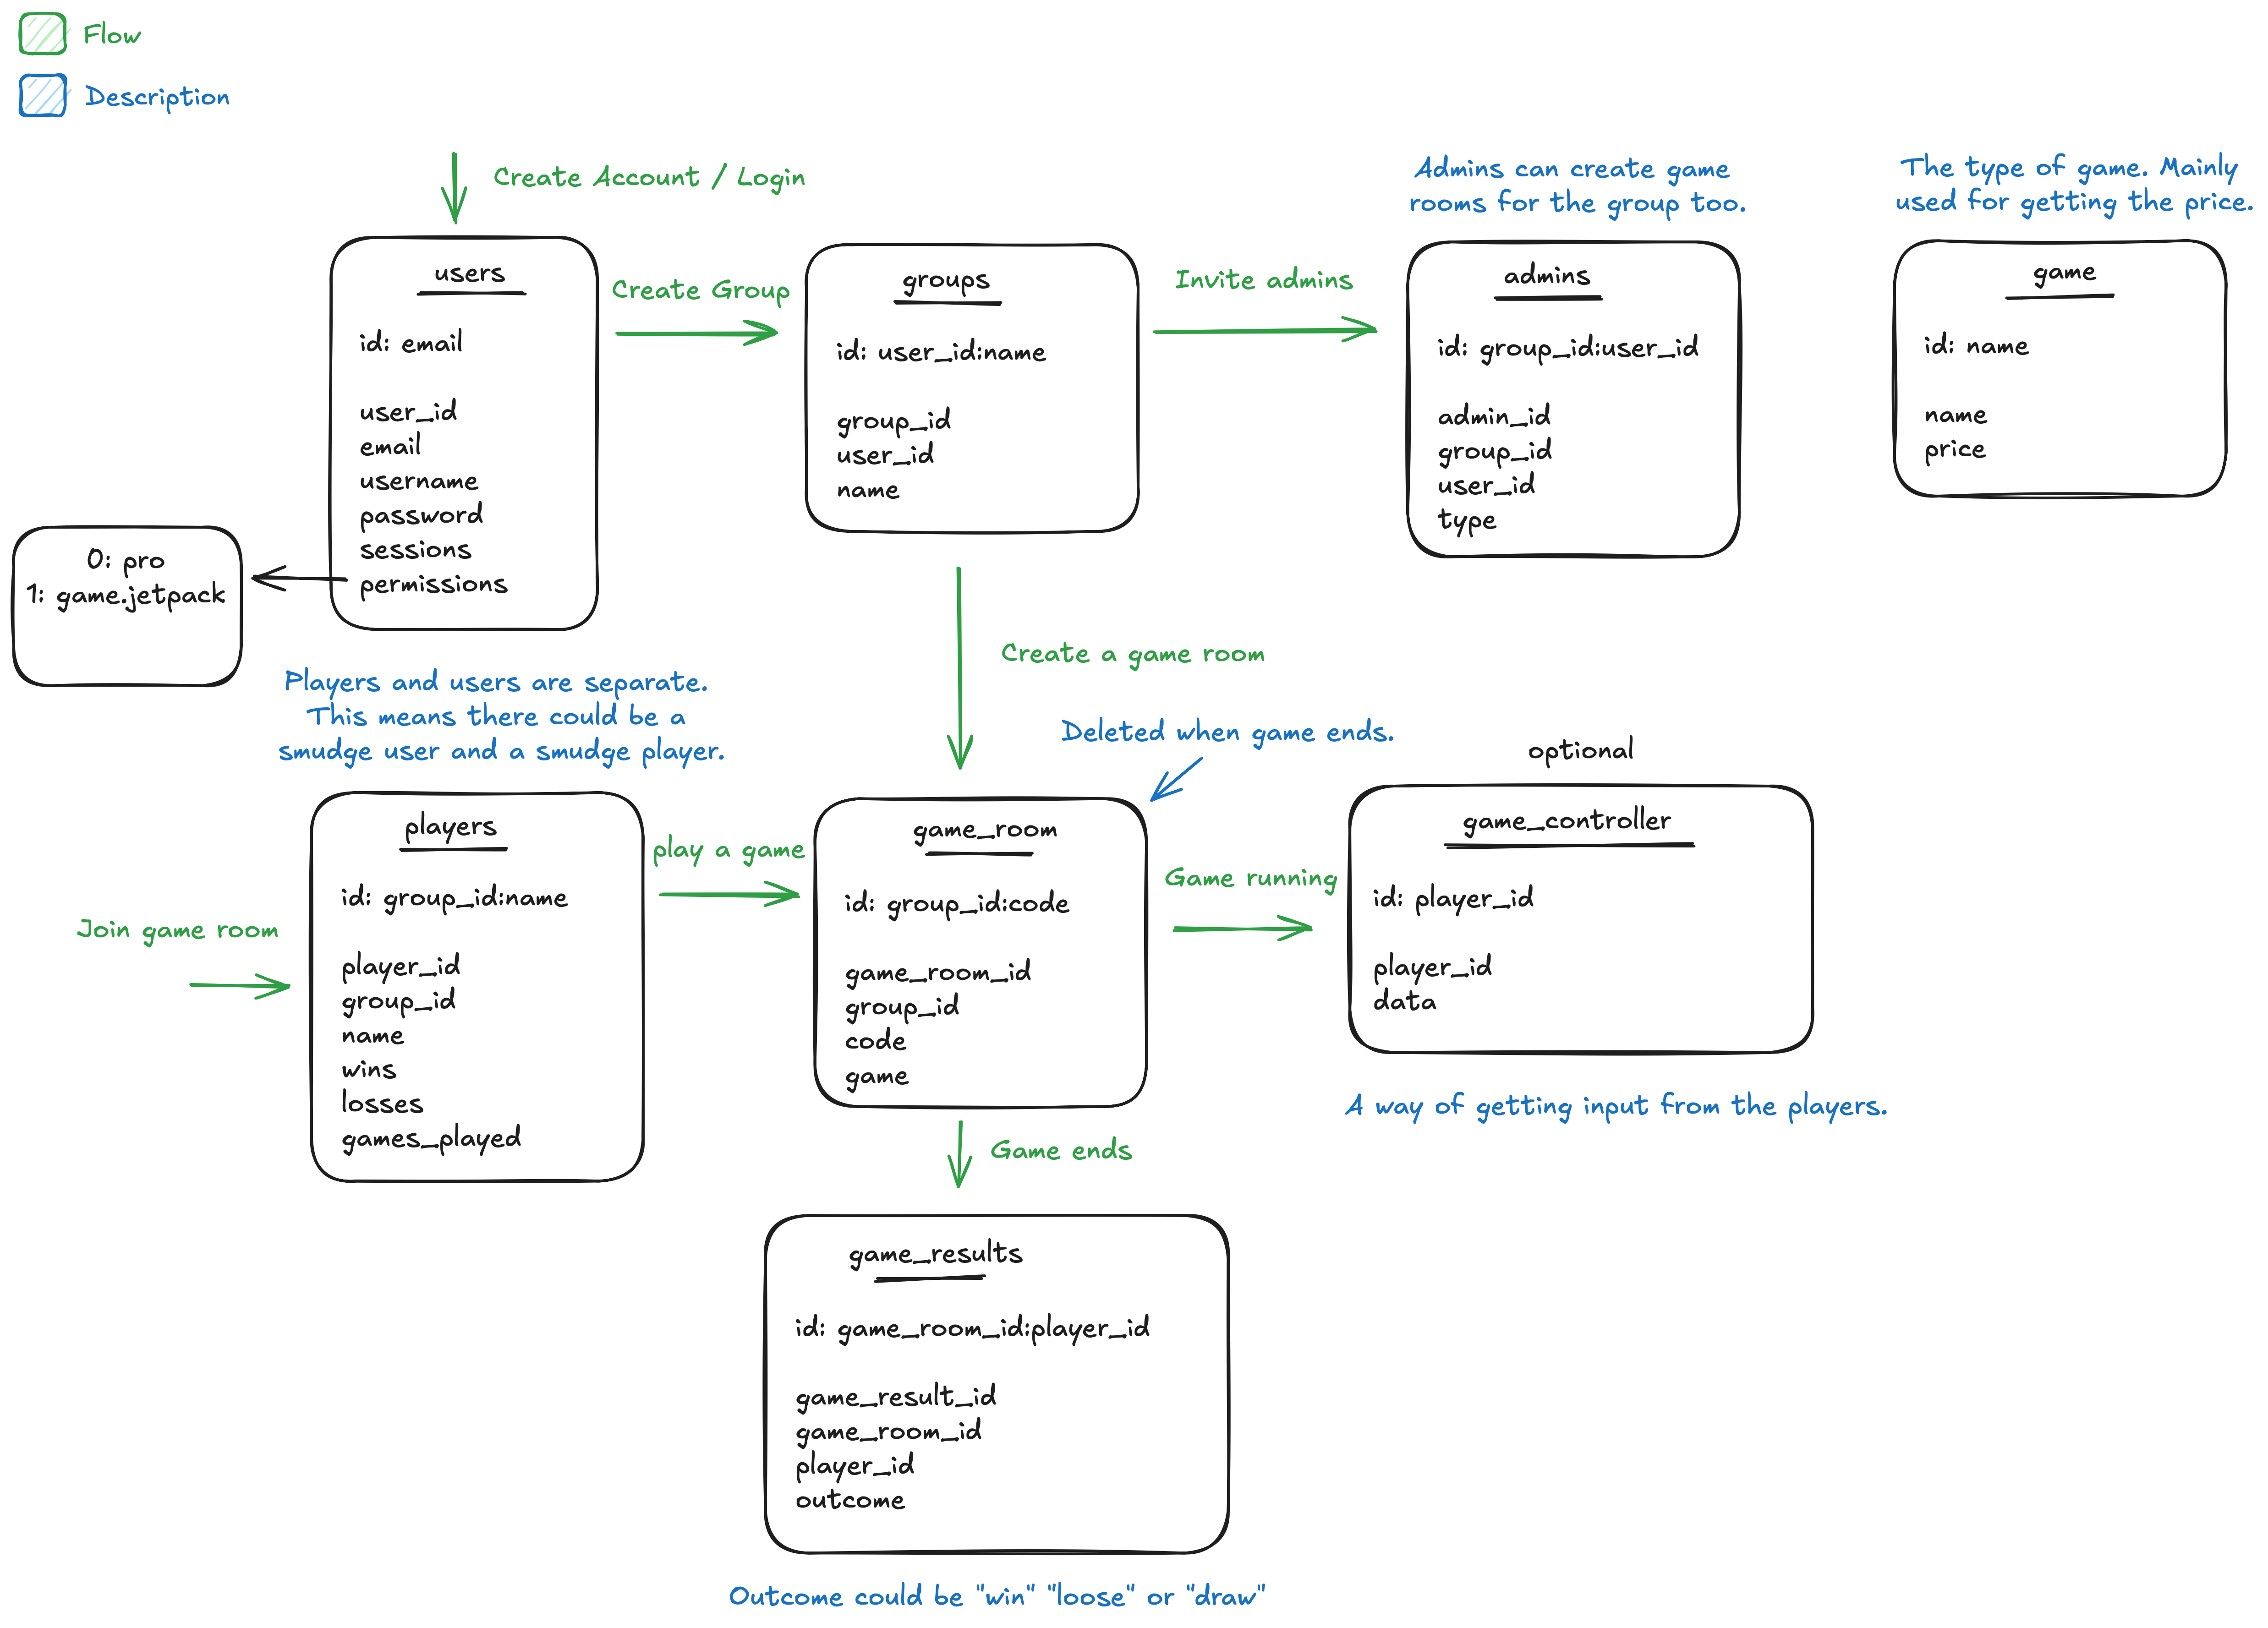 Flow
Description
Create Account / Login
users
id: email
user_id
email
username
password
sessions
permissions
0: pro
1: game.jetpack
Create Group
groups
id: user_id:name
group_id
user_id
name
Invite admins
Admins can create game
rooms for the group too.
admins
id: group_id:user_id
admin_id
group_id
user_id
type
The type of game. Mainly
used for getting the price.
game
id: name
name
price
Create a game room
Players and users are separate.
This means there could be a
smudge user and a smudge player.
Join game room
players
id: group_id:name
player_id
group_id
name
wins
losses
games_played
play a game
Deleted when game ends.
game_room
id: group_id:code
game_room_id
group_id
code
game
Game running
optional
game_controller
id: player_id
player_id
data
A way of getting input from the players.
Game ends
game_results
id: game_room_id:player_id
game_result_id
game_room_id
player_id
outcome
Outcome could be "win" "loose" or "draw"